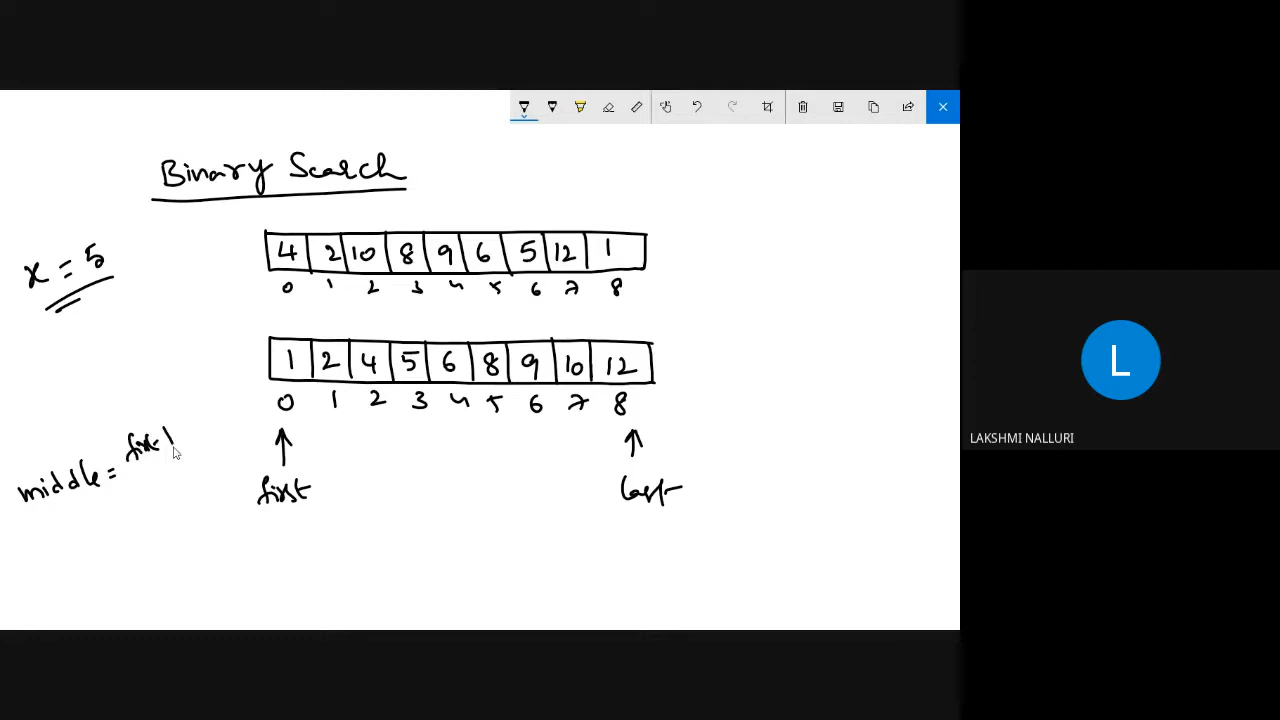 Binary Search
x = 5
4 2 10 8 9 6 5 12 1
0 1 2 3 4 5 6 7 8
1 2 4 5 6 8 9 10 12
0 1 2 3 4 5 6 7 8
middle = first
first last
L
LAKSHMI NALLURI